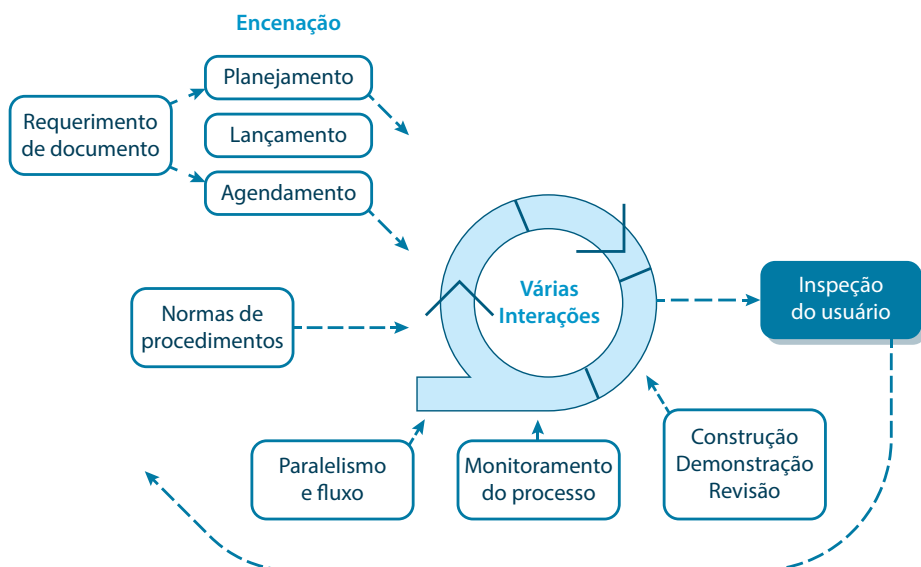 Encenação
Planejamento
Requerimento
de documento
Lançamento
Agendamento
Normas de
procedimentos
Várias
Interações
Inspeção
do usuário
Paralelismo
e fluxo
Monitoramento
do processo
Construção
Demonstração
Revisão